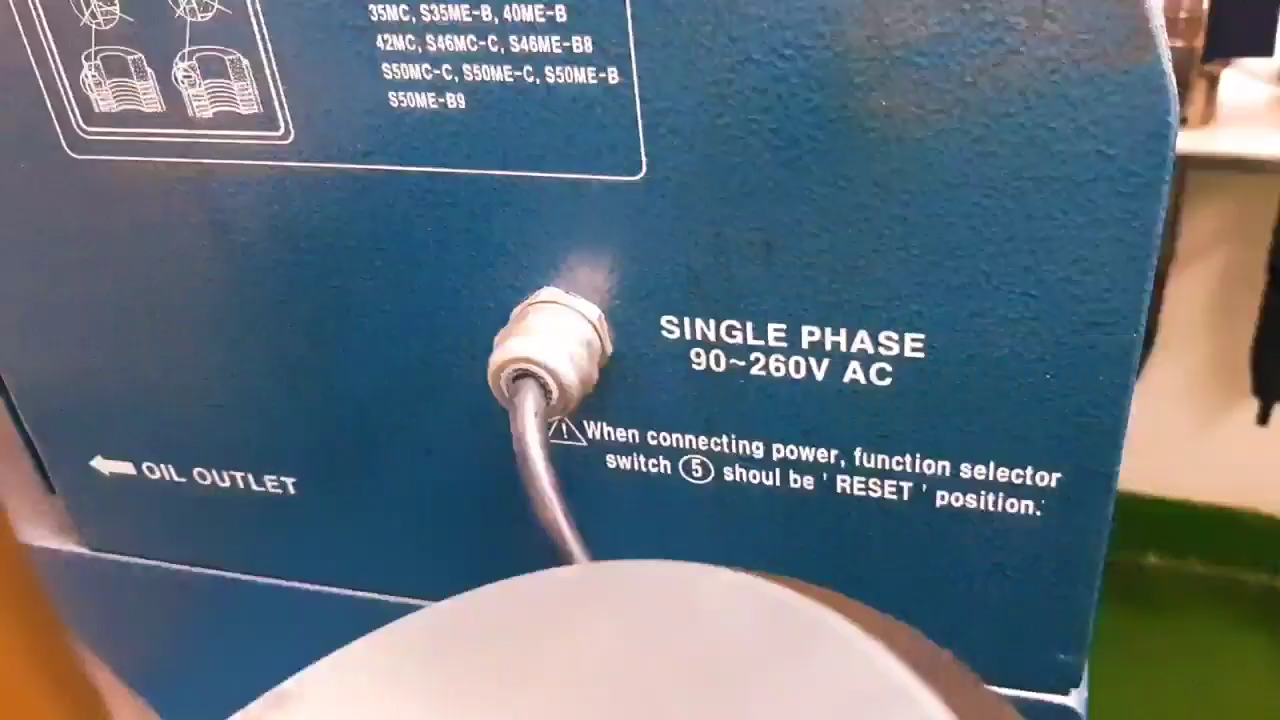 35MC, S35ME-B, 40ME-B
42MC, S46MC-C, S46ME-B8
S50MC-C, S50ME-C, S50ME-B
S50ME-B9
SINGLE PHASE
90~260V AC
When connecting power, function selector
switch ⑤ shoul be ' RESET ' position.
OIL OUTLET